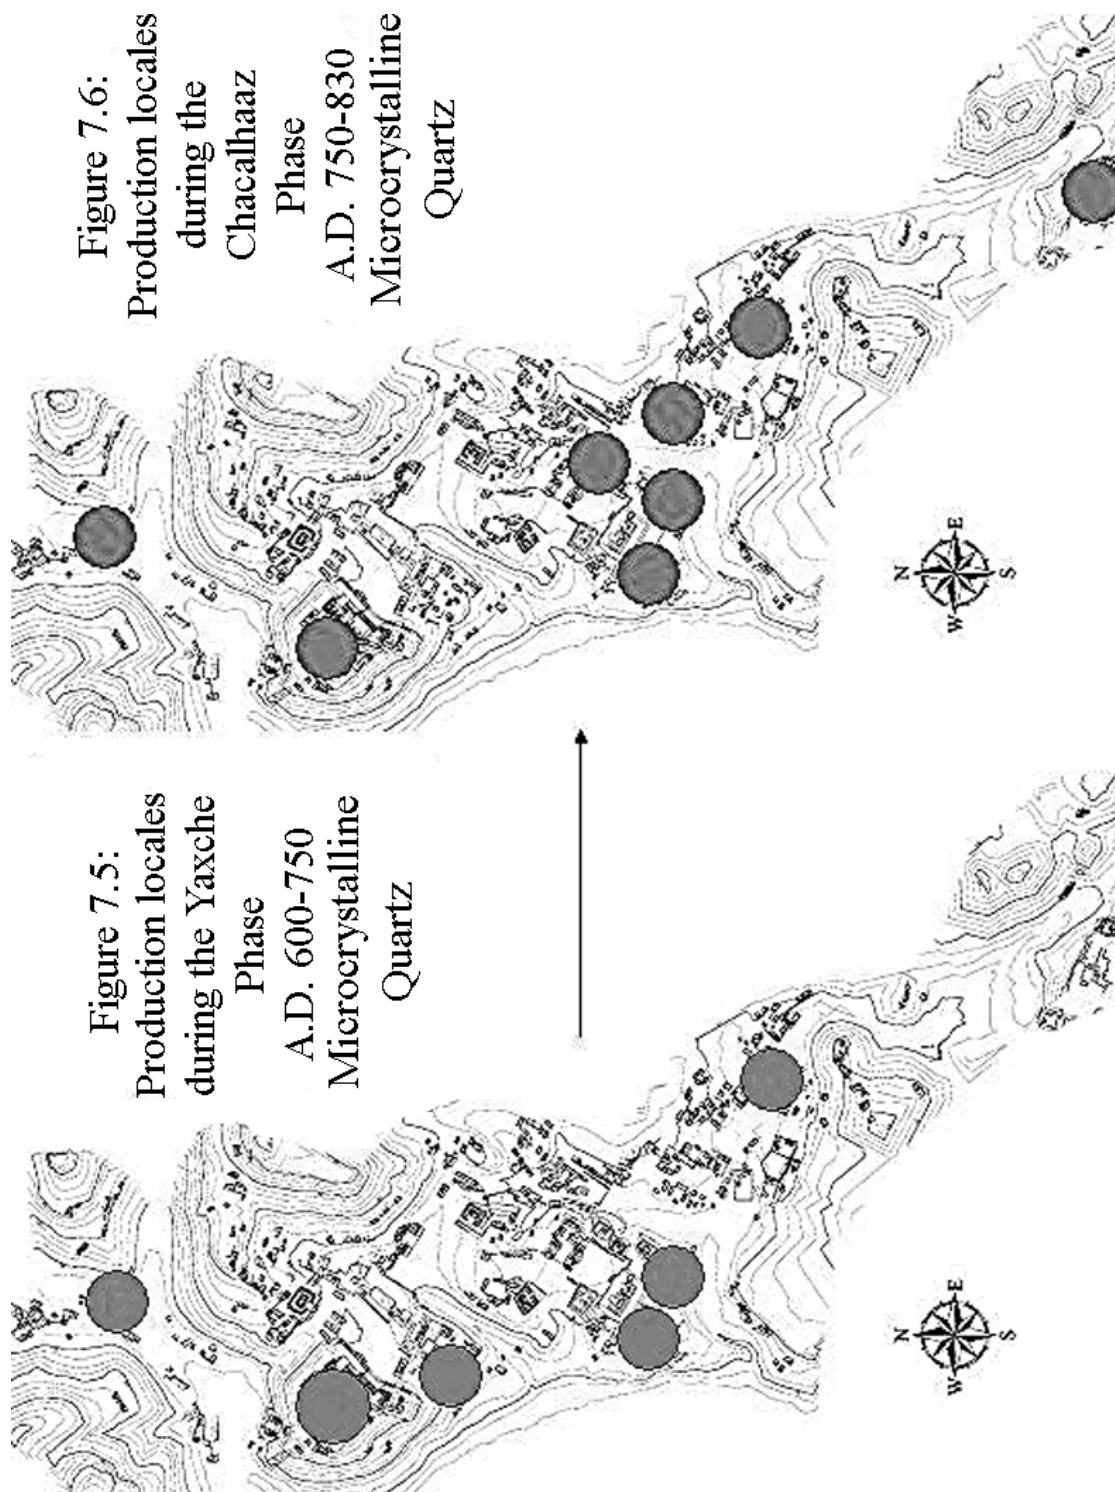 Figure 7.5:
Production locales
during the Yaxche
Phase
A.D. 600-750
Microcrystalline
Quartz
N
W
E
S
Figure 7.6:
Production locales
during the
Chacalhaaz
Phase
A.D. 750-830
Microcrystalline
Quartz
N
W
E
S